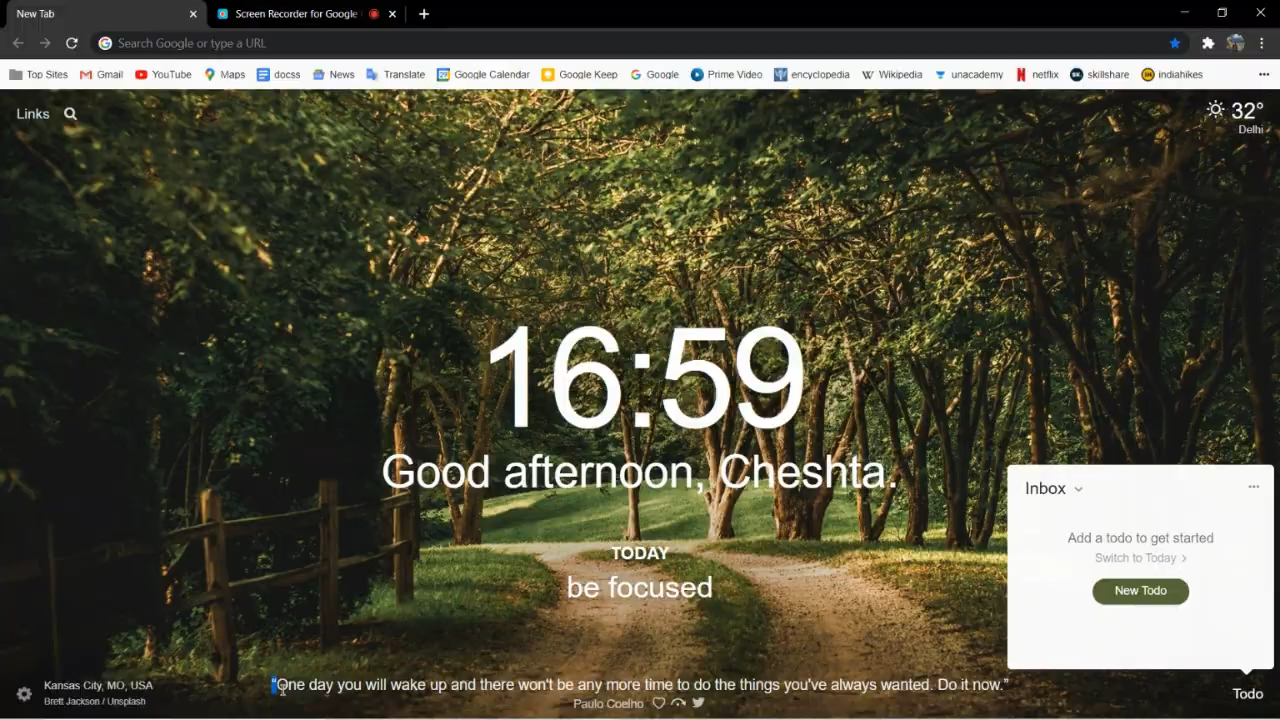 New Tab
Screen Recorder for Google
Search Google or type a URL
Top Sites Gmail YouTube Maps docss News Translate Google Calendar Google Keep Google Prime Video encyclopedia Wikipedia unacademy netflix skillshare indiahikes
Links
32°
Delhi
16:59
Good afternoon, Cheshta.
TODAY
be focused
Inbox
Add a todo to get started
Switch to Today
New Todo
Kansas City, MO, USA
Brett Jackson / Unsplash
“One day you will wake up and there won't be any more time to do the things you've always wanted. Do it now.”
Paulo Coelho
Todo